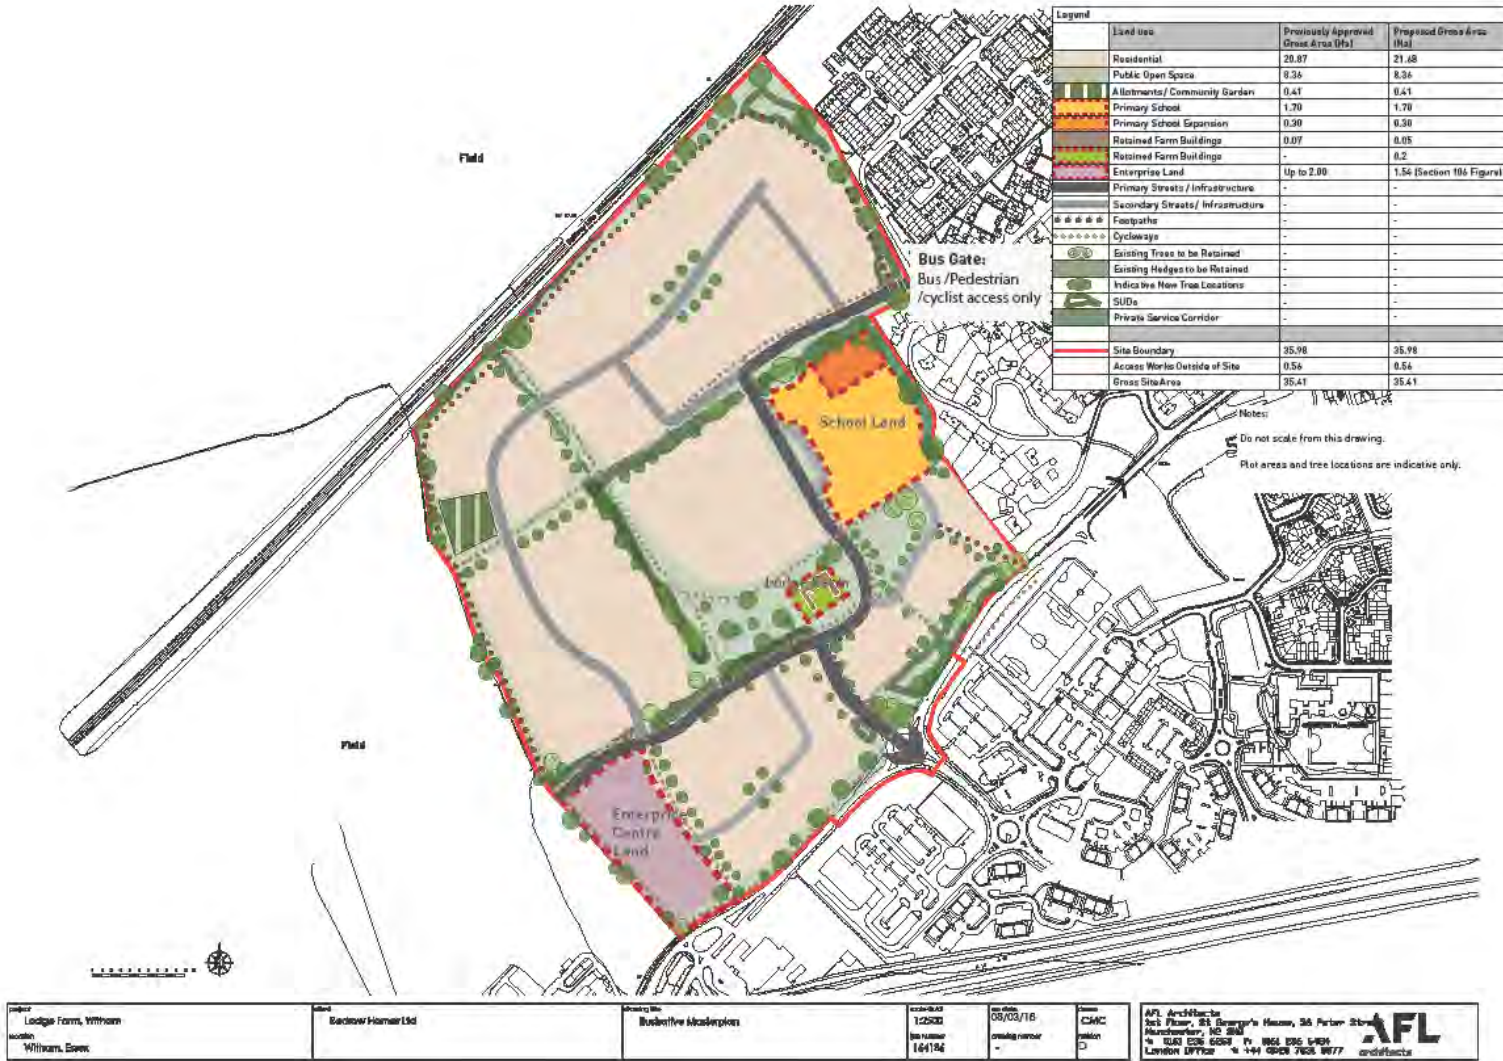 Legend
Land use Previously Approved Gross Area (Ha) Proposed Gross Area (Ha)
Residential 20.87 21.68
Public Open Space 8.36 8.36
Allotments/ Community Garden 0.41 0.41
Primary School 1.70 1.70
Primary School Expansion 0.30 0.30
Retained Farm Buildings 0.07 0.05
Retained Farm Buildings - 0.2
Enterprise Land Up to 2.00 1.54 (Section 106 Figure)
Primary Streets / Infrastructure - -
Secondary Streets/ Infrastructure - -
Footpaths - -
Cycleways - -
Existing Trees to be Retained - -
Existing Hedges to be Retained - -
Indicative New Tree Locations - -
SUDs - -
Private Service Corridor - -
Site Boundary 35.98 35.98
Access Works Outside of Site 0.56 0.56
Gross Site Area 35.41 35.41
Notes:
Do not scale from this drawing.
Plot areas and tree locations are indicative only.
Field
Bus Gate:
Bus /Pedestrian
/cyclist access only
School Land
Field
Enterprise
Centre
Land
Lodge Farm, Witham
Witham, Essex
Illustrative Masterplan
1:2500
08/03/16
CMC
164186
-
D
AFL Architects
AFL
architects